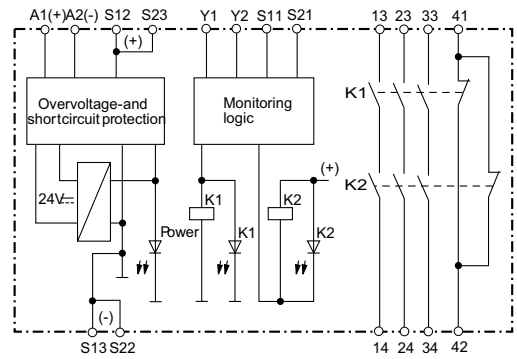 A1(+) A2(-) S12 S23 Y1 Y2 S11 S21 13 23 33 41
(+)
Overvoltage-and
shortcircuit protection
Monitoring
logic
K1
24V
K1
K2
(+)
K2
Power
K1
K2
(-)
S13 S22 14 24 34 42